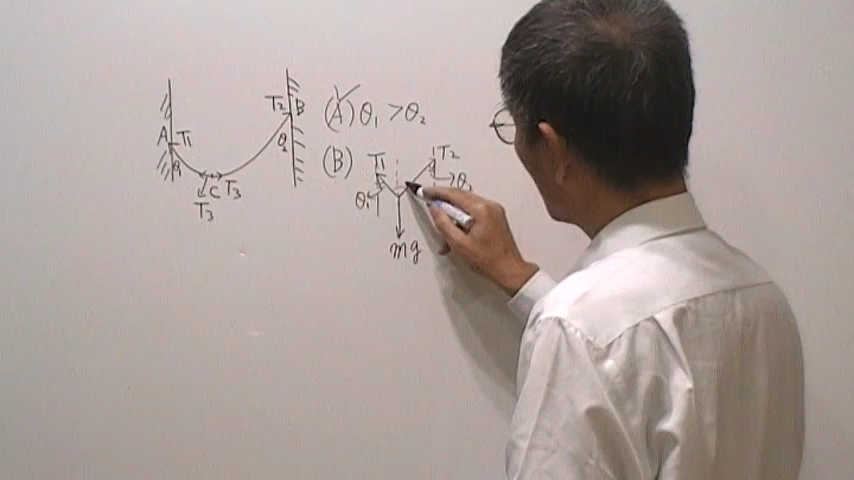 T₂ B (A) θ₁ > θ₂
A T₁ θ₂ (B) T₁ T₂
θ₁ C T₃ θ₁ θ₂
T₃
mg